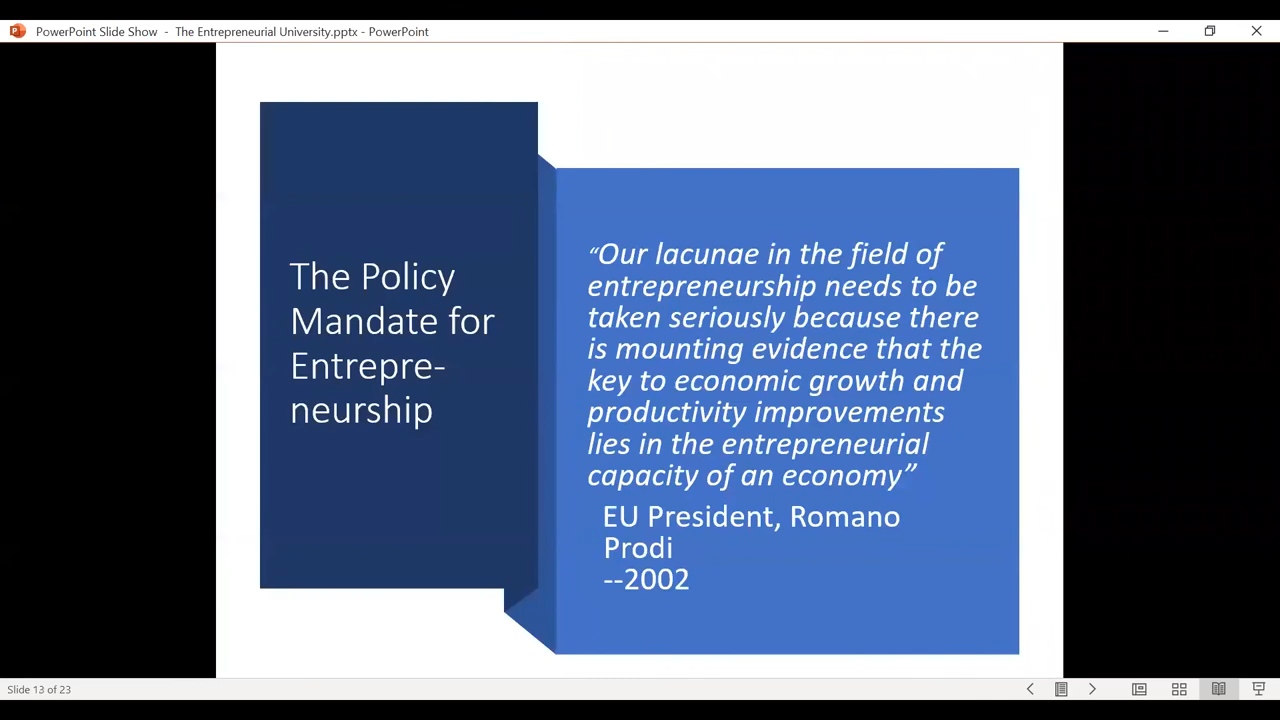 PowerPoint Slide Show - The Entrepreneurial University.pptx - PowerPoint
The Policy
Mandate for
Entrepre-
neurship
“Our lacunae in the field of
entrepreneurship needs to be
taken seriously because there
is mounting evidence that the
key to economic growth and
productivity improvements
lies in the entrepreneurial
capacity of an economy”
EU President, Romano
Prodi
--2002
Slide 13 of 23